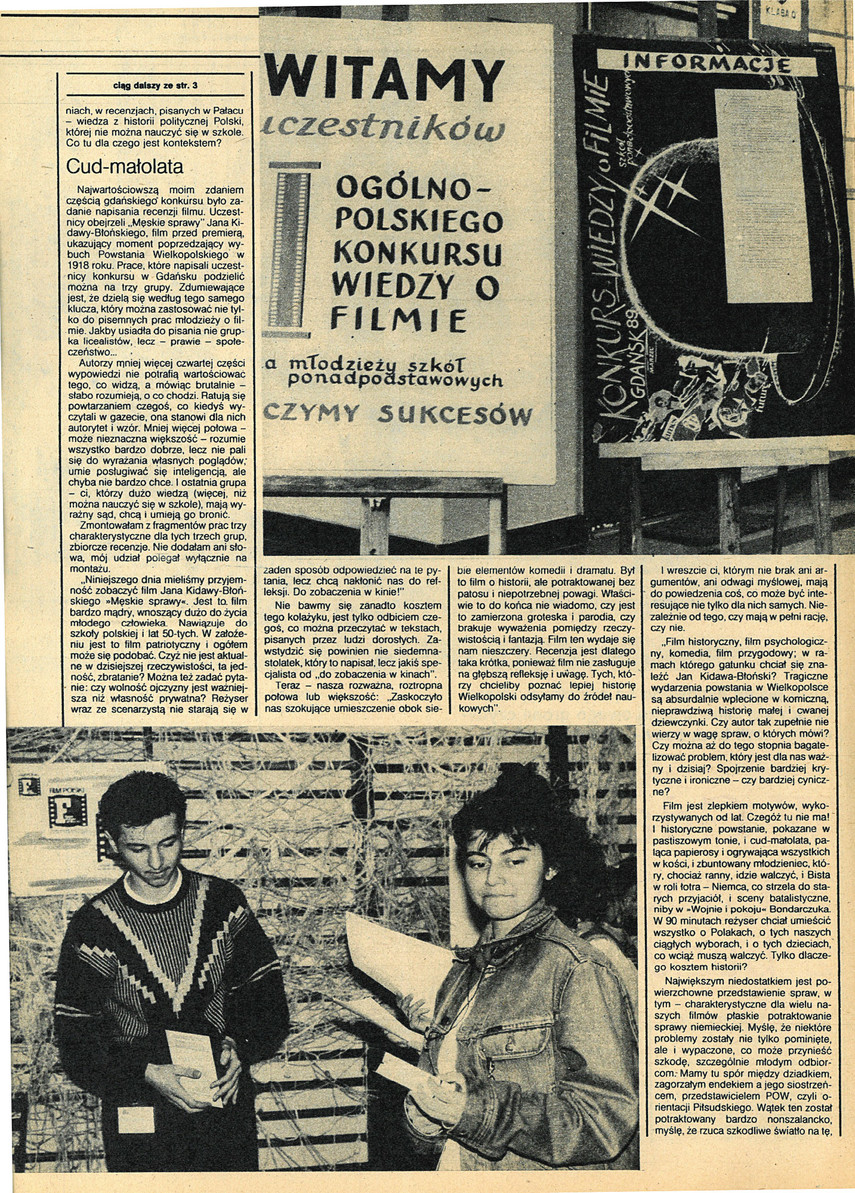 ciąg dalszy ze str. 3
niach, w recenzjach, pisanych w Pałacu
– wiedza z historii politycznej Polski,
której nie można nauczyć się w szkole.
Co tu dla czego jest kontekstem?
Cud-małolata
Najwartościowszą moim zdaniem
częścią gdańskiego konkursu było za-
danie napisania recenzji filmu. Uczest-
nicy obejrzeli „Męskie sprawy" Jana Ki-
dawy-Błońskiego, film przed premierą,
ukazujący moment poprzedzający wy-
buch Powstania Wielkopolskiego w
1918 roku. Prace, które napisali uczest-
nicy konkursu w Gdańsku podzielić
można na trzy grupy. Zdumiewające
jest, że dzielą się według tego samego
klucza, który można zastosować nie tyl-
ko do pisemnych prac młodzieży o fil-
mie. Jakby usiadła do pisania nie grup-
ka licealistów, lecz – prawie – społe-
czeństwo...
Autorzy mniej więcej czwartej części
wypowiedzi nie potrafią wartościować
tego, co widzą, a mówiąc brutalnie –
słabo rozumieją, o co chodzi. Ratują się
powtarzaniem czegoś, co kiedyś wy-
czytali w gazecie, ona stanowi dla nich
autorytet i wzór. Mniej więcej połowa –
może nieznaczna większość – rozumie
wszystko bardzo dobrze, lecz nie pali
się do wyrażania własnych poglądów;
umie posługiwać się inteligencją, ale
chyba nie bardzo chce. I ostatnia grupa
– ci, którzy dużo wiedzą (więcej, niż
można nauczyć się w szkole), mają wy-
raźny sąd, chcą i umieją go bronić.
Zmontowałam z fragmentów prac trzy
charakterystyczne dla tych trzech grup,
zbiorcze recenzje. Nie dodałam ani sło-
wa, mój udział polegał wyłącznie na
montażu.
„Niniejszego dnia mieliśmy przyjem-
ność zobaczyć film Jana Kidawy-Błoń-
skiego »Męskie sprawy«. Jest to film
bardzo mądry, wnoszący dużo do życia
młodego człowieka. Nawiązuje do
szkoły polskiej i lat 50-tych. W założe-
niu jest to film patriotyczny i ogółem
może się podobać. Czyż nie jest aktual-
ne w dzisiejszej rzeczywistości, ta jed-
ność, zbratanie? Można też zadać pyta-
nie: czy wolność ojczyzny jest ważniej-
sza niż własność prywatna? Reżyser
wraz ze scenarzystą nie starają się w
WITAMY
uczestników
I
OGÓLNO-
POLSKIEGO
KONKURSU
WIEDZY O
FILMIE
a młodzieży szkół
ponadpodstawowych
CZYMY SUKCESÓW
KLASA
INFORMACJE
KONKURS WIEDZY O FILMIE
szkół ponadpodstawowych
GDAŃSK 89
MARZEC
żaden sposób odpowiedzieć na te py-
tania, lecz chcą nakłonić nas do ref-
leksji. Do zobaczenia w kinie!"
Nie bawmy się zanadto kosztem
tego kolażyku, jest tylko odbiciem cze-
goś, co można przeczytać w tekstach,
pisanych przez ludzi dorosłych. Za-
wstydzić się powinien nie siedemna-
stolatek, który to napisał, lecz jakiś spe-
cjalista od „do zobaczenia w kinach".
Teraz – nasza rozważna, roztropna
połowa lub większość: „Zaskoczyło
nas szokujące umieszczenie obok sie-
bie elementów komedii i dramatu. Był
to film o historii, ale potraktowanej bez
patosu i niepotrzebnej powagi. Właści-
wie to do końca nie wiadomo, czy jest
to zamierzona groteska i parodia, czy
brakuje wyważenia pomiędzy rzeczy-
wistością i fantazją. Film ten wydaje się
nam nieszczery. Recenzja jest dlatego
taka krótka, ponieważ film nie zasługuje
na głębszą refleksję i uwagę. Tych, któ-
rzy chcieliby poznać lepiej historię
Wielkopolski odsyłamy do źródeł nau-
kowych".
I wreszcie ci, którym nie brak ani ar-
gumentów, ani odwagi myślowej, mają
do powiedzenia coś, co może być inte-
resujące nie tylko dla nich samych. Nie-
zależnie od tego, czy mają w pełni rację,
czy nie.
„Film historyczny, film psychologicz-
ny, komedia, film przygodowy; w ra-
mach którego gatunku chciał się zna-
leźć Jan Kidawa-Błoński? Tragiczne
wydarzenia powstania w Wielkopolsce
są absurdalnie wplecione w komiczną,
nieprawdziwą historię małej i cwanej
dziewczynki. Czy autor tak zupełnie nie
wierzy w wagę spraw, o których mówi?
Czy można aż do tego stopnia bagate-
lizować problem, który jest dla nas waż-
ny i dzisiaj? Spojrzenie bardziej kry-
tyczne i ironiczne – czy bardziej cynicz-
ne?
Film jest zlepkiem motywów, wyko-
rzystywanych od lat. Czegóż tu nie ma!
I historyczne powstanie, pokazane w
pastiszowym tonie, i cud-małolata, pa-
ląca papierosy i ogrywająca wszystkich
w kości, i zbuntowany młodzieniec, któ-
ry, chociaż ranny, idzie walczyć, i Bista
w roli łotra – Niemca, co strzela do sta-
rych przyjaciół, i sceny batalistyczne,
niby w »Wojnie i pokoju« Bondarczuka.
W 90 minutach reżyser chciał umieścić
wszystko o Polakach, o tych naszych
ciągłych wyborach, i o tych dzieciach,
co wciąż muszą walczyć. Tylko dlacze-
go kosztem historii?
Największym niedostatkiem jest po-
wierzchowne przedstawienie spraw, w
tym – charakterystyczne dla wielu na-
szych filmów płaskie potraktowanie
sprawy niemieckiej. Myślę, że niektóre
problemy zostały nie tylko pominięte,
ale i wypaczone, co może przynieść
szkodę, szczególnie młodym odbior-
com. Mamy tu spór między dziadkiem,
zagorzałym endekiem a jego siostrzeń-
cem, przedstawicielem POW, czyli o-
rientacji Piłsudskiego. Wątek ten został
potraktowany bardzo nonszalancko,
myślę, że rzuca szkodliwe światło na tę,
FILM POLSKI